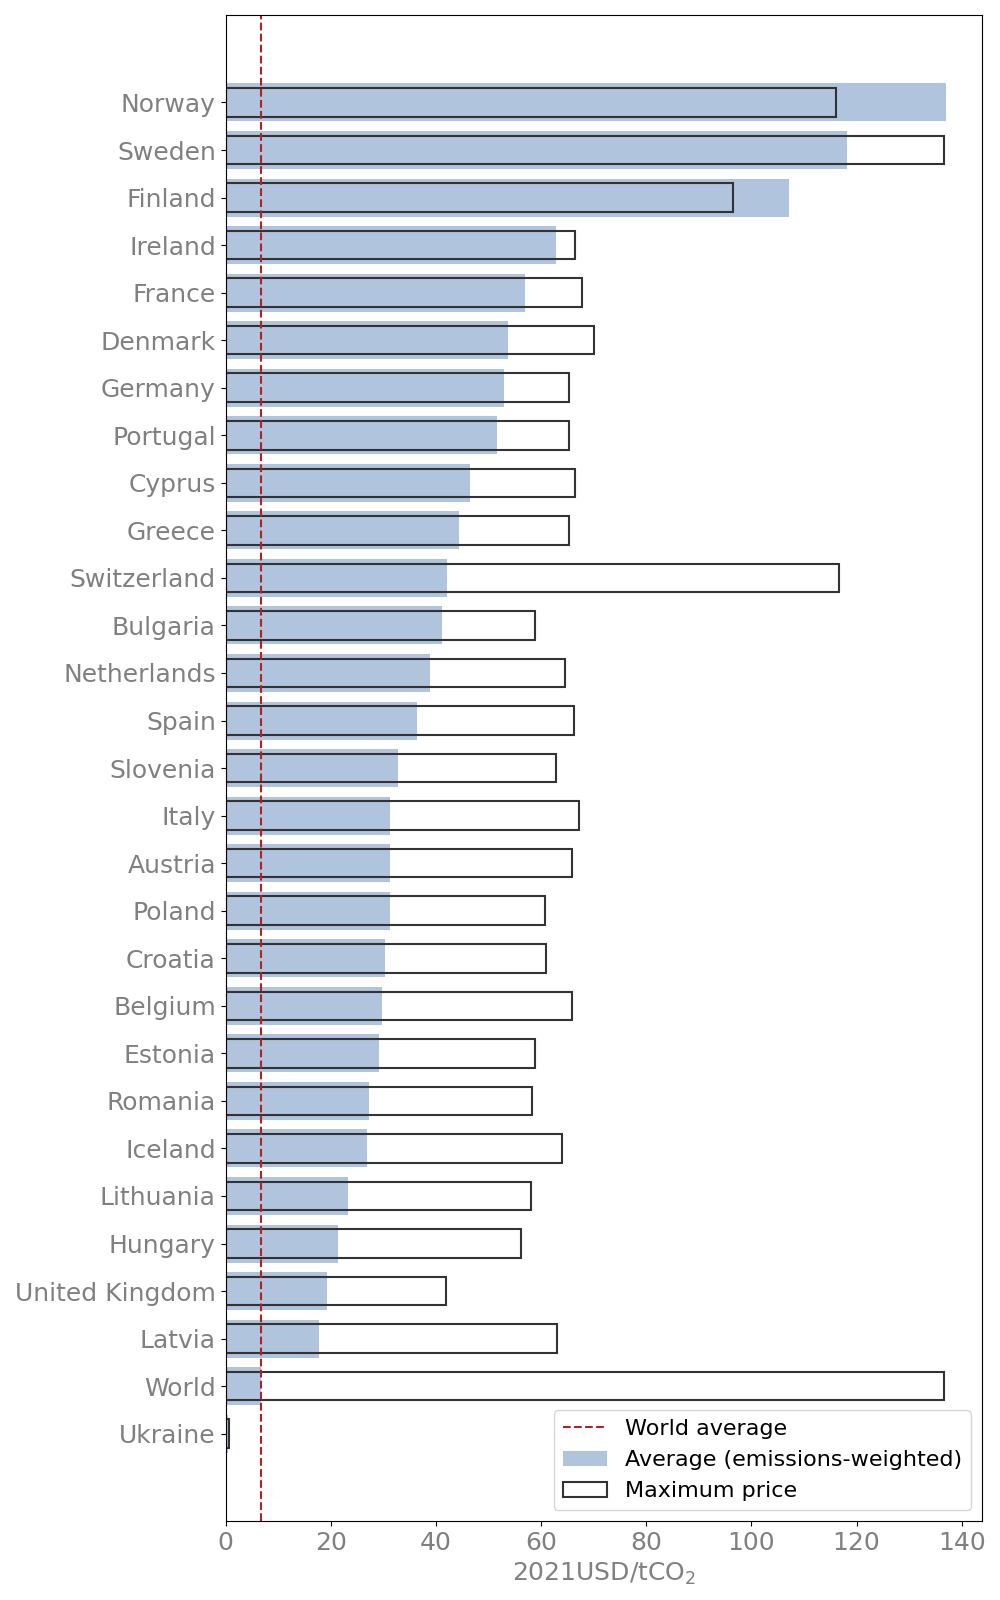 Norway
Sweden
Finland
Ireland
France
Denmark
Germany
Portugal
Cyprus
Greece
Switzerland
Bulgaria
Netherlands
Spain
Slovenia
Italy
Austria
Poland
Croatia
Belgium
Estonia
Romania
Iceland
Lithuania
Hungary
United Kingdom
Latvia
World
Ukraine
World average
Average (emissions-weighted)
Maximum price
0 20 40 60 80 100 120 140
2021USD/tCO₂